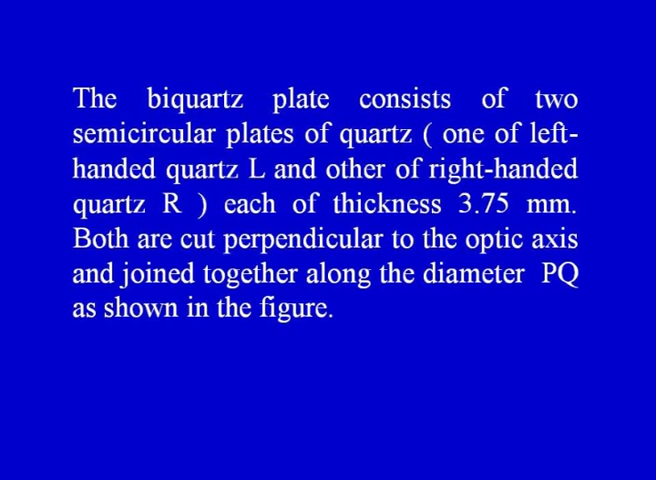 The biquartz plate consists of two
semicircular plates of quartz ( one of left-
handed quartz L and other of right-handed
quartz R ) each of thickness 3.75 mm.
Both are cut perpendicular to the optic axis
and joined together along the diameter PQ
as shown in the figure.